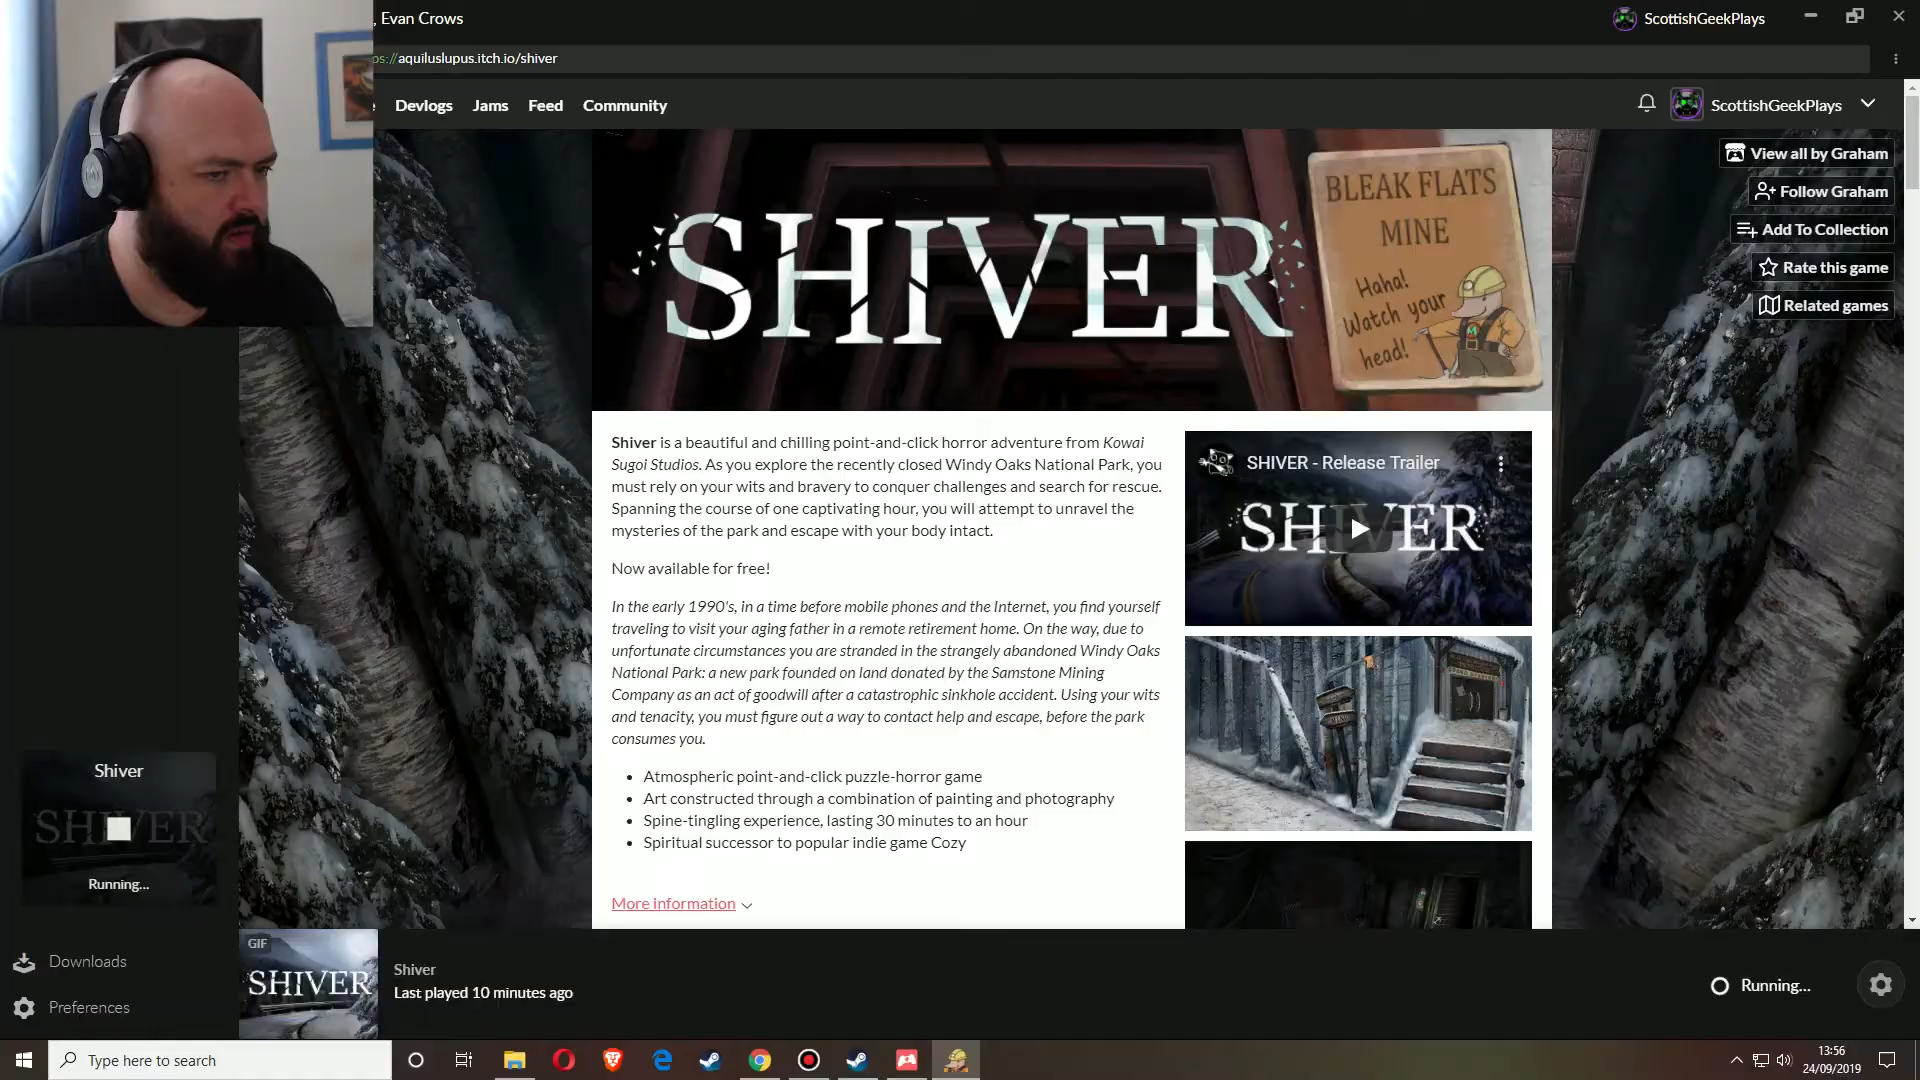 , Evan Crows
ScottishGeekPlays
ps://aquiluslupus.itch.io/shiver
Devlogs Jams Feed Community
ScottishGeekPlays
View all by Graham
Follow Graham
Add To Collection
Rate this game
Related games
SHIVER
BLEAK FLATS
MINE
Haha!
Watch your
head!
Shiver is a beautiful and chilling point-and-click horror adventure from Kowai
Sugoi Studios. As you explore the recently closed Windy Oaks National Park, you
must rely on your wits and bravery to conquer challenges and search for rescue.
Spanning the course of one captivating hour, you will attempt to unravel the
mysteries of the park and escape with your body intact.
Now available for free!
In the early 1990's, in a time before mobile phones and the Internet, you find yourself
traveling to visit your aging father in a remote retirement home. On the way, due to
unfortunate circumstances you are stranded in the strangely abandoned Windy Oaks
National Park: a new park founded on land donated by the Samstone Mining
Company as an act of goodwill after a catastrophic sinkhole accident. Using your wits
and tenacity, you must figure out a way to contact help and escape, before the park
consumes you.
• Atmospheric point-and-click puzzle-horror game
• Art constructed through a combination of painting and photography
• Spine-tingling experience, lasting 30 minutes to an hour
• Spiritual successor to popular indie game Cozy
More information
SHIVER - Release Trailer
SHIVER
MINE
Shiver
SHIVER
Running...
Downloads
Preferences
GIF
SHIVER
Shiver
Last played 10 minutes ago
Running...
Type here to search
13:56
24/09/2019